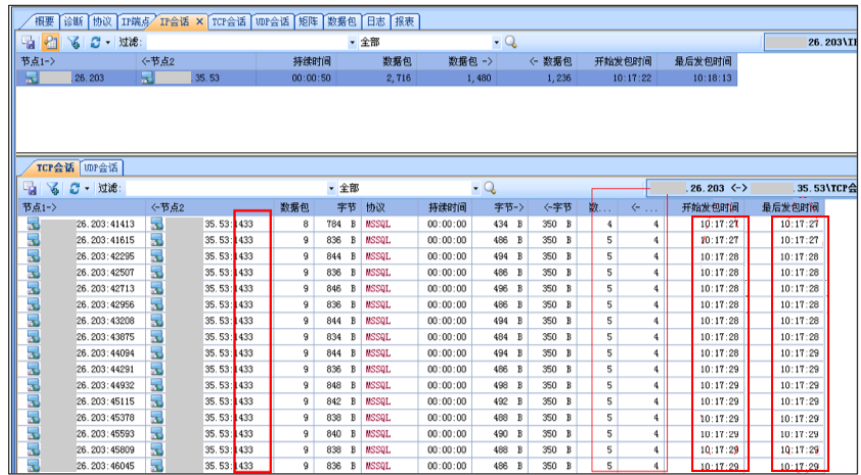 概要 诊断 协议 IP端点 IP会话 × TCP会话 UDP会话 矩阵 数据包 日志 报表
过滤: 全部 26.203\I
节点1-> <-节点2 持续时间 数据包 数据包 -> <- 数据包 开始发包时间 最后发包时间
26.203 35.53 00:00:50 2,716 1,480 1,236 10:17:22 10:18:13
TCP会话 UDP会话
过滤: 全部 .26.203 <-> .35.53\TCP会
节点1-> <-节点2 数据包 字节 协议 持续时间 字节-> <-字节 数... <- ... 开始发包时间 最后发包时间
26.203:41413 35.53:1433 8 784 B MSSQL 00:00:00 434 B 350 B 4 4 10:17:27 10:17:27
26.203:41615 35.53:1433 9 836 B MSSQL 00:00:00 486 B 350 B 5 4 10:17:27 10:17:27
26.203:42295 35.53:1433 9 844 B MSSQL 00:00:00 494 B 350 B 5 4 10:17:28 10:17:28
26.203:42507 35.53:1433 9 836 B MSSQL 00:00:00 486 B 350 B 5 4 10:17:28 10:17:28
26.203:42713 35.53:1433 9 846 B MSSQL 00:00:00 496 B 350 B 5 4 10:17:28 10:17:28
26.203:42956 35.53:1433 9 836 B MSSQL 00:00:00 486 B 350 B 5 4 10:17:28 10:17:28
26.203:43208 35.53:1433 9 844 B MSSQL 00:00:00 494 B 350 B 5 4 10:17:28 10:17:28
26.203:43875 35.53:1433 9 834 B MSSQL 00:00:00 484 B 350 B 5 4 10:17:28 10:17:28
26.203:44094 35.53:1433 9 844 B MSSQL 00:00:00 494 B 350 B 5 4 10:17:29 10:17:29
26.203:44291 35.53:1433 9 836 B MSSQL 00:00:00 486 B 350 B 5 4 10:17:29 10:17:29
26.203:44932 35.53:1433 9 848 B MSSQL 00:00:00 498 B 350 B 5 4 10:17:29 10:17:29
26.203:45115 35.53:1433 9 842 B MSSQL 00:00:00 492 B 350 B 5 4 10:17:29 10:17:29
26.203:45378 35.53:1433 9 838 B MSSQL 00:00:00 488 B 350 B 5 4 10:17:29 10:17:29
26.203:45593 35.53:1433 9 840 B MSSQL 00:00:00 490 B 350 B 5 4 10:17:29 10:17:29
26.203:45809 35.53:1433 9 838 B MSSQL 00:00:00 488 B 350 B 5 4 10:17:29 10:17:29
26.203:46045 35.53:1433 9 836 B MSSQL 00:00:00 486 B 350 B 5 4 10:17:29 10:17:29